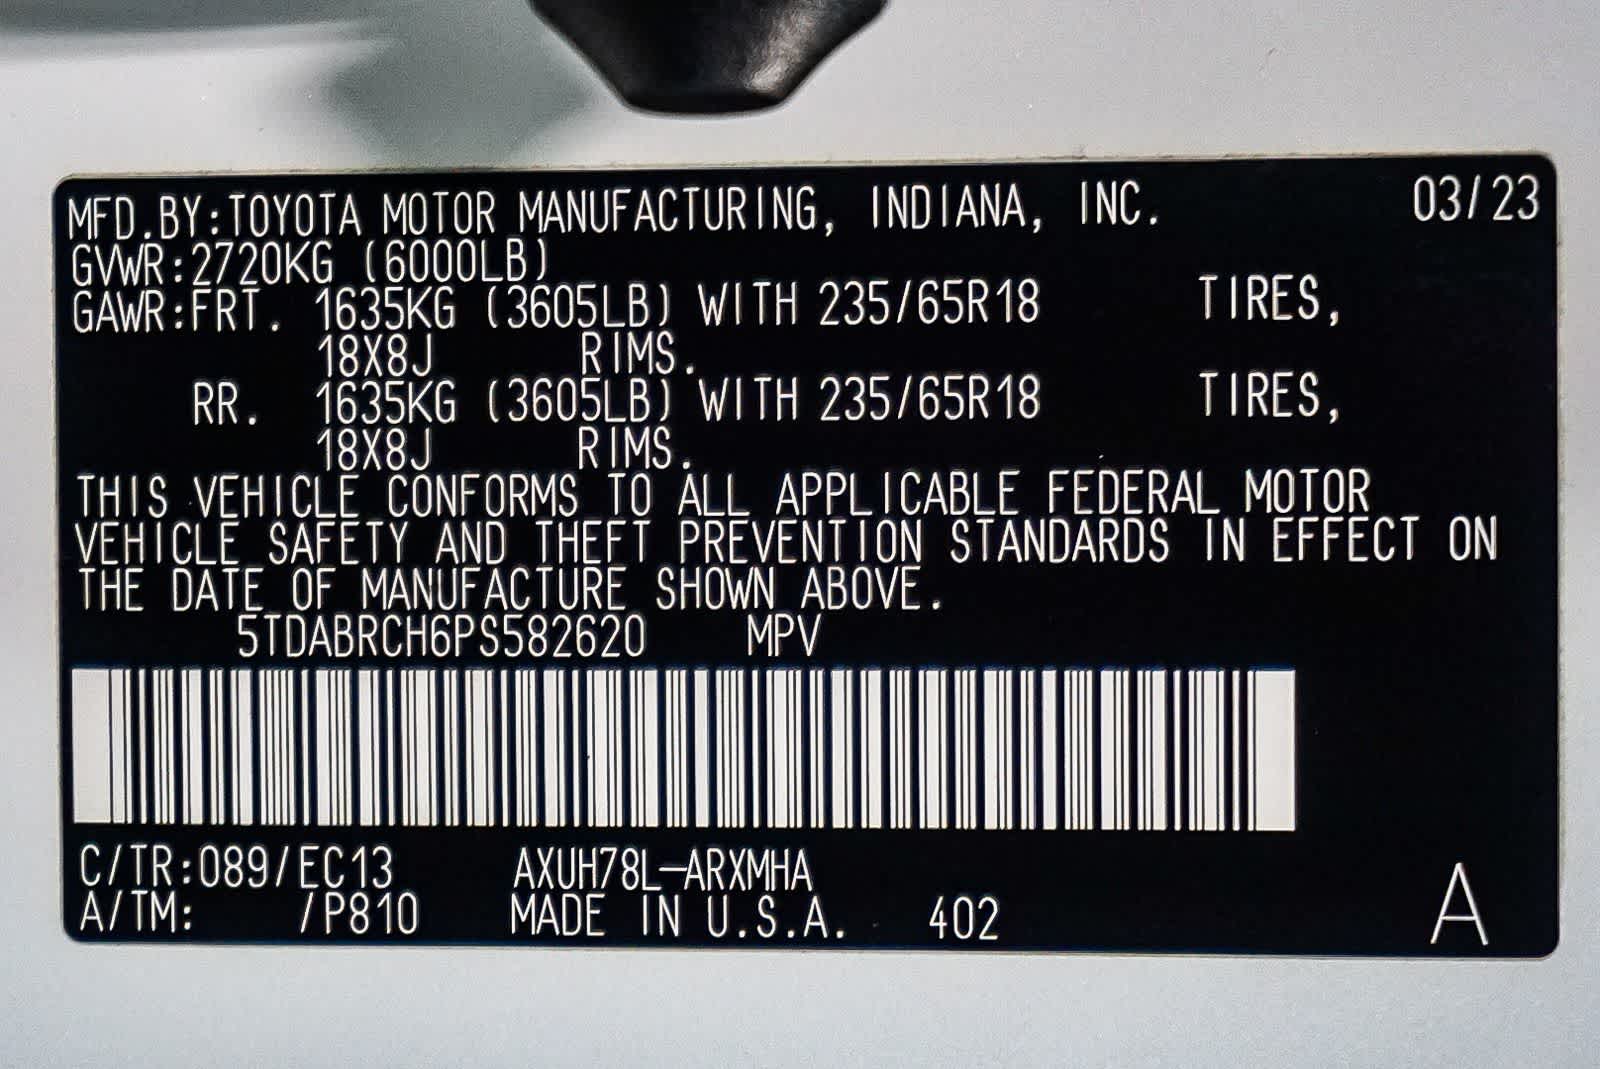 MFD.BY:TOYOTA MOTOR MANUFACTURING, INDIANA, INC. 03/23
GVWR:2720KG (6000LB)
GAWR:FRT. 1635KG (3605LB) WITH 235/65R18 TIRES,
18X8J RIMS.
RR. 1635KG (3605LB) WITH 235/65R18 TIRES,
18X8J RIMS.
THIS VEHICLE CONFORMS TO ALL APPLICABLE FEDERAL MOTOR
VEHICLE SAFETY AND THEFT PREVENTION STANDARDS IN EFFECT ON
THE DATE OF MANUFACTURE SHOWN ABOVE.
5TDABRCH6PS582620 MPV
C/TR:089/EC13 AXUH78L-ARXMHA
A/TM: /P810 MADE IN U.S.A. 402 A